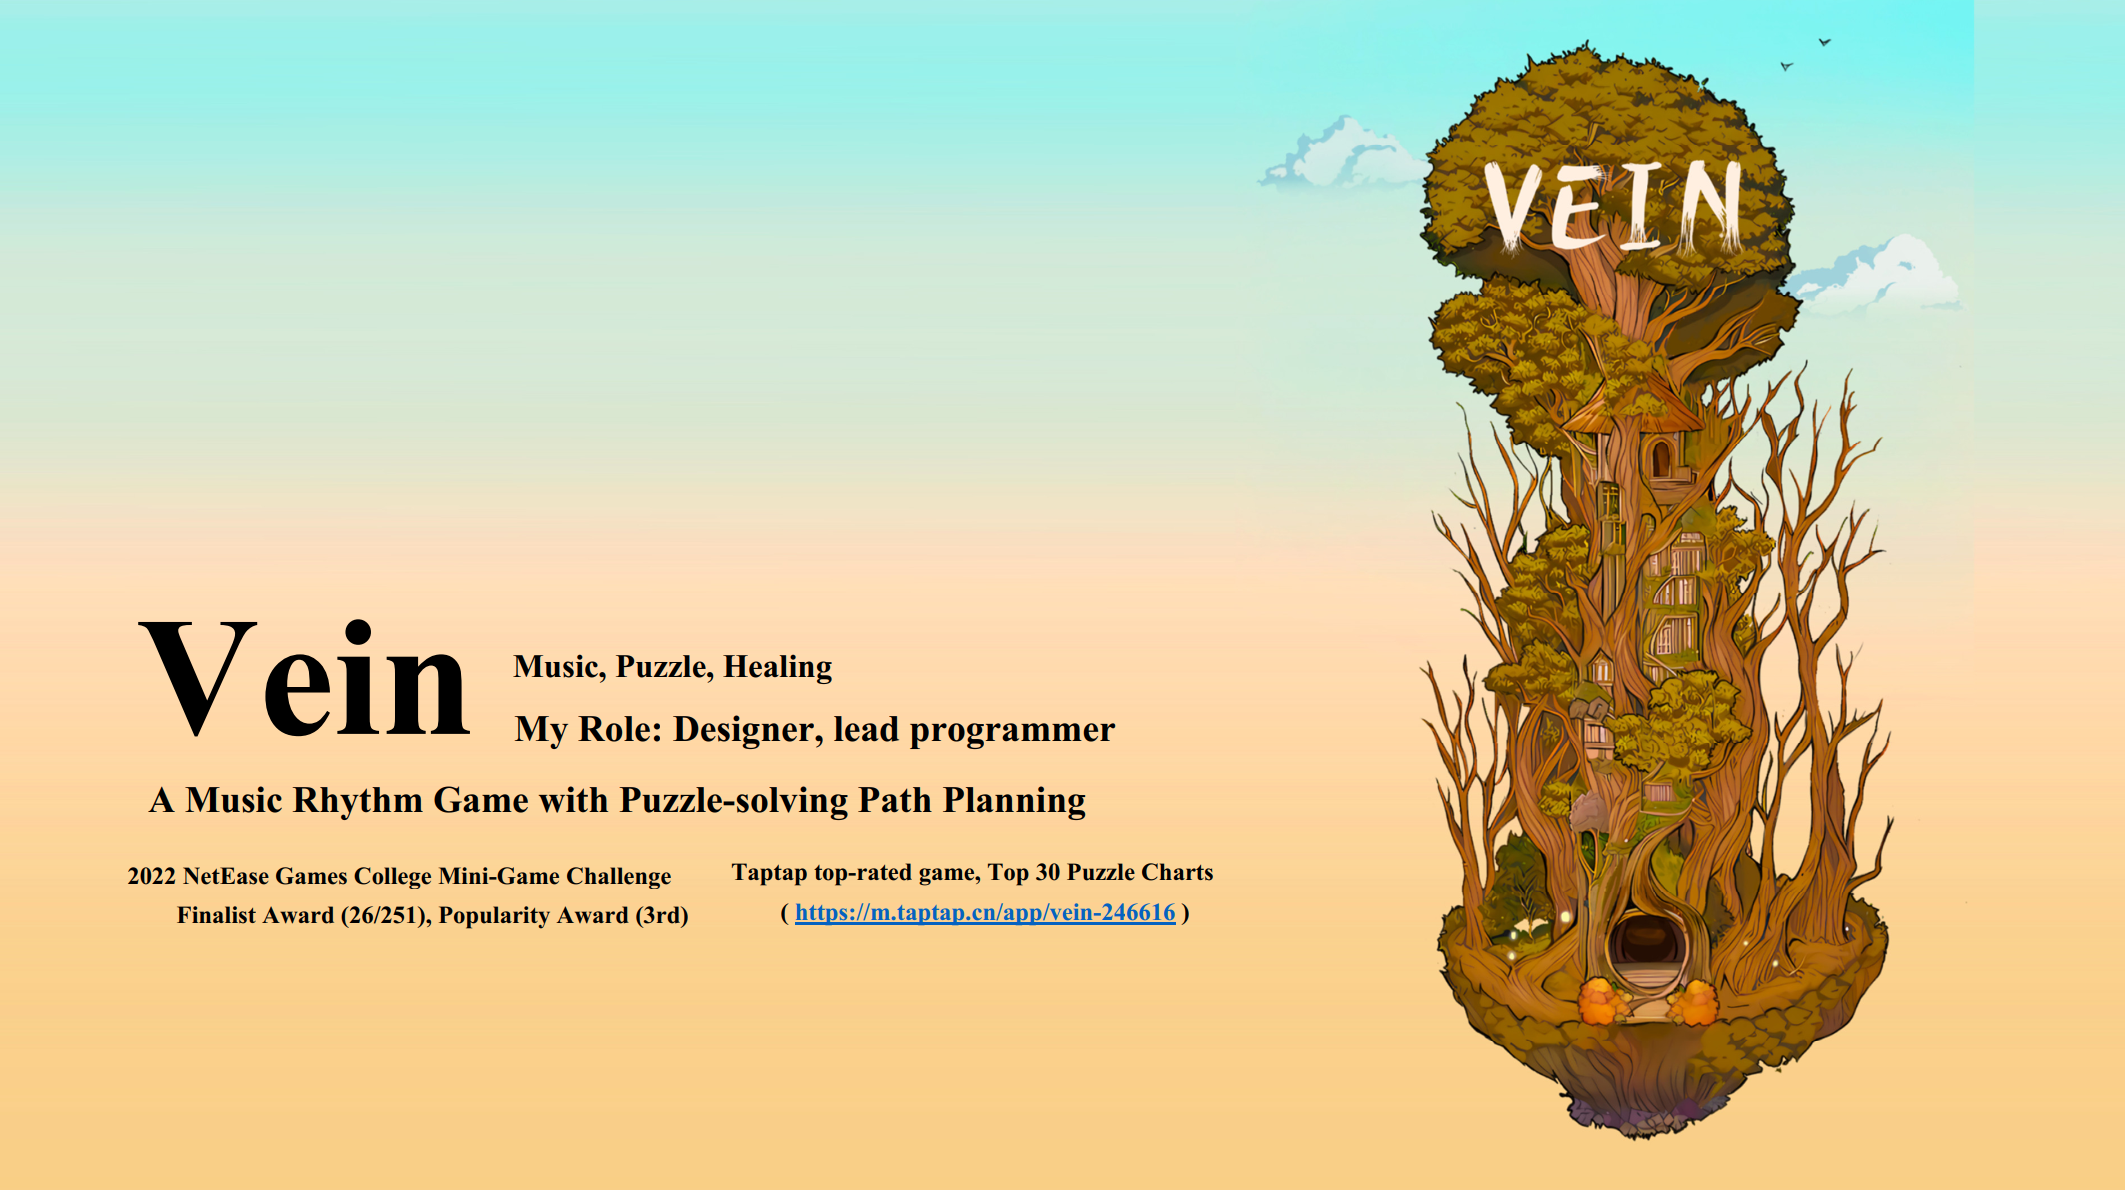 VEIN
Vein
Music, Puzzle, Healing
My Role: Designer, lead programmer
A Music Rhythm Game with Puzzle-solving Path Planning
2022 NetEase Games College Mini-Game Challenge
Finalist Award (26/251), Popularity Award (3rd)
Taptap top-rated game, Top 30 Puzzle Charts
( https://m.taptap.cn/app/vein-246616 )